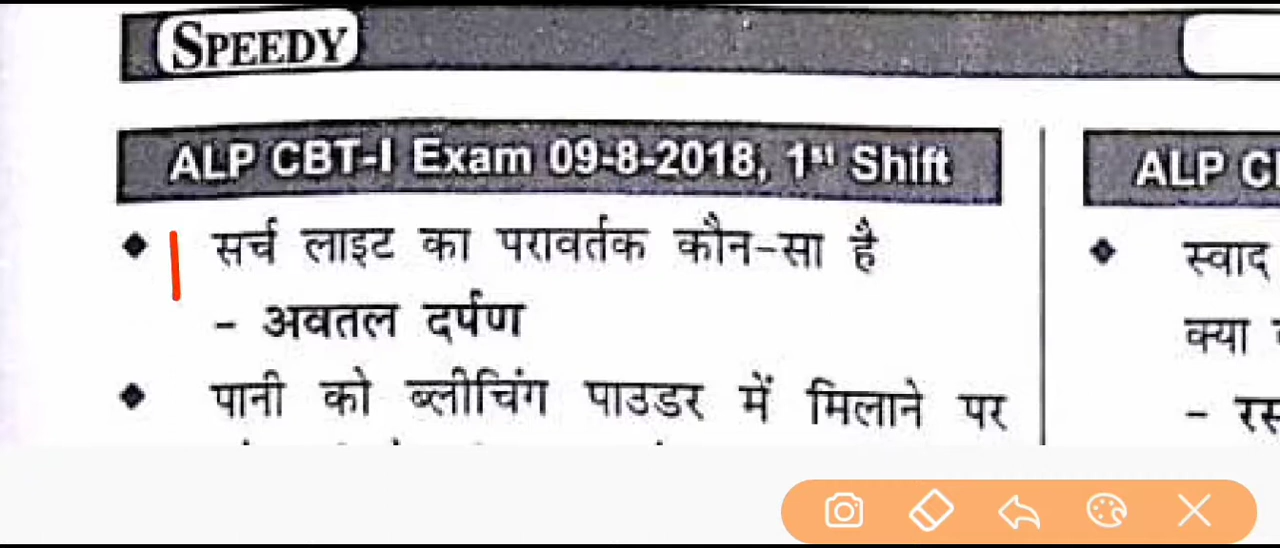 SPEEDY
ALP CBT-I Exam 09-8-2018, 1st Shift
सर्च लाइट का परावर्तक कौन-सा है
- अवतल दर्पण
पानी को ब्लीचिंग पाउडर में मिलाने पर
ALP
स्वाद
क्या